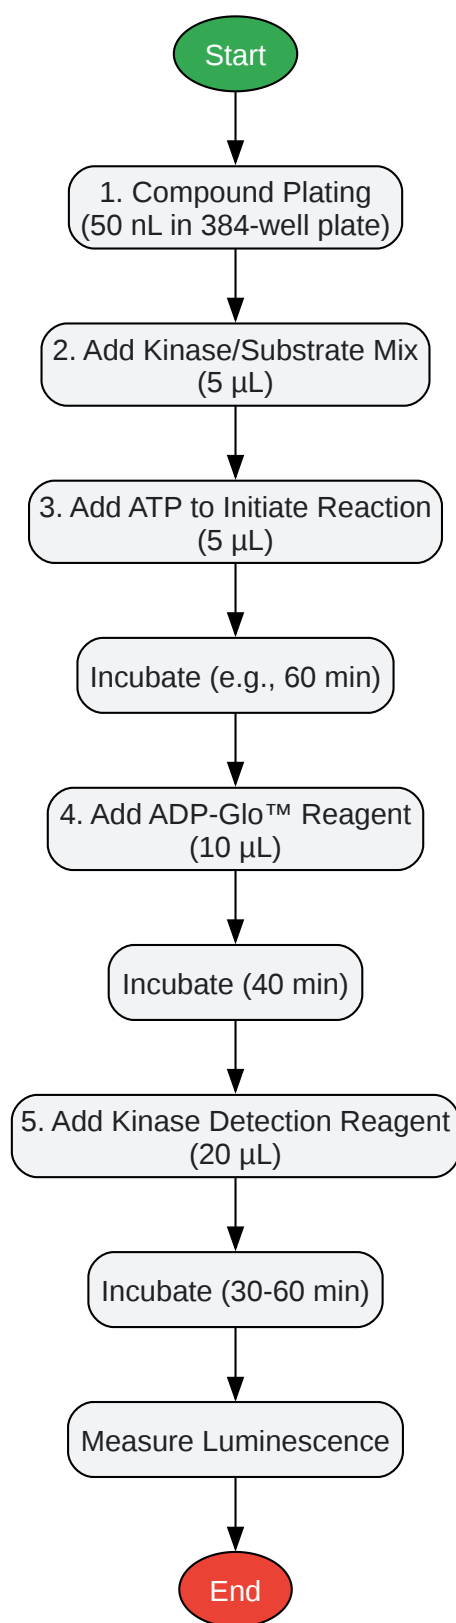 Start
1. Compound Plating
(50 nL in 384-well plate)
2. Add Kinase/Substrate Mix
(5 µL)
3. Add ATP to Initiate Reaction
(5 µL)
Incubate (e.g., 60 min)
4. Add ADP-Glo™ Reagent
(10 µL)
Incubate (40 min)
5. Add Kinase Detection Reagent
(20 µL)
Incubate (30-60 min)
Measure Luminescence
End